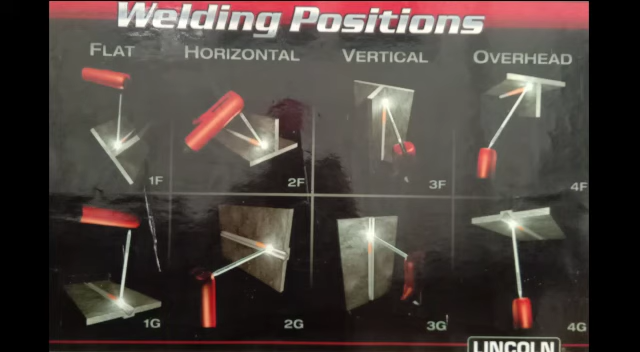 Welding Positions
FLAT HORIZONTAL VERTICAL OVERHEAD
1F 2F 3F 4F
1G 2G 3G 4G
LINCOLN